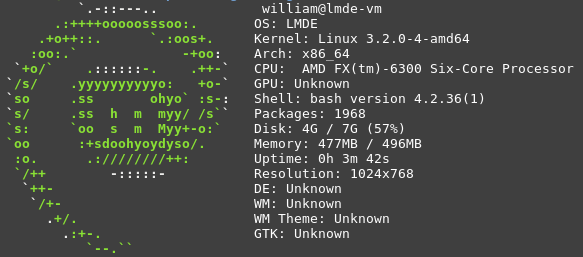 william@lmde-vm
OS: LMDE
Kernel: Linux 3.2.0-4-amd64
Arch: x86_64
CPU:  AMD FX(tm)-6300 Six-Core Processor
GPU: Unknown
Shell: bash version 4.2.36(1)
Packages: 1968
Disk: 4G / 7G (57%)
Memory: 477MB / 496MB
Uptime: 0h 3m 42s
Resolution: 1024x768
DE: Unknown
WM: Unknown
WM Theme: Unknown
GTK: Unknown